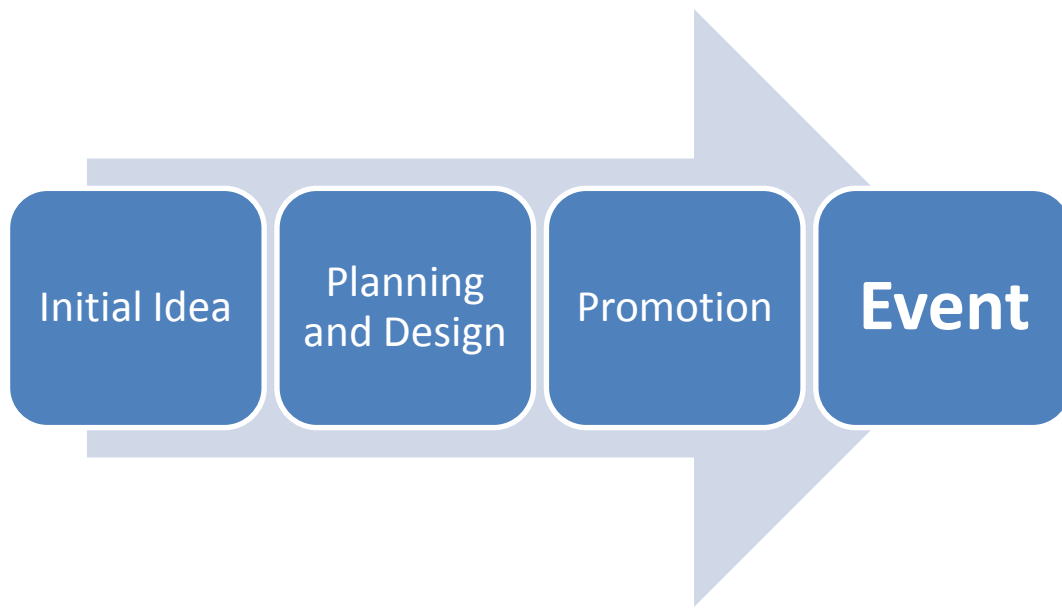 Initial Idea
Planning
and Design
Promotion
Event